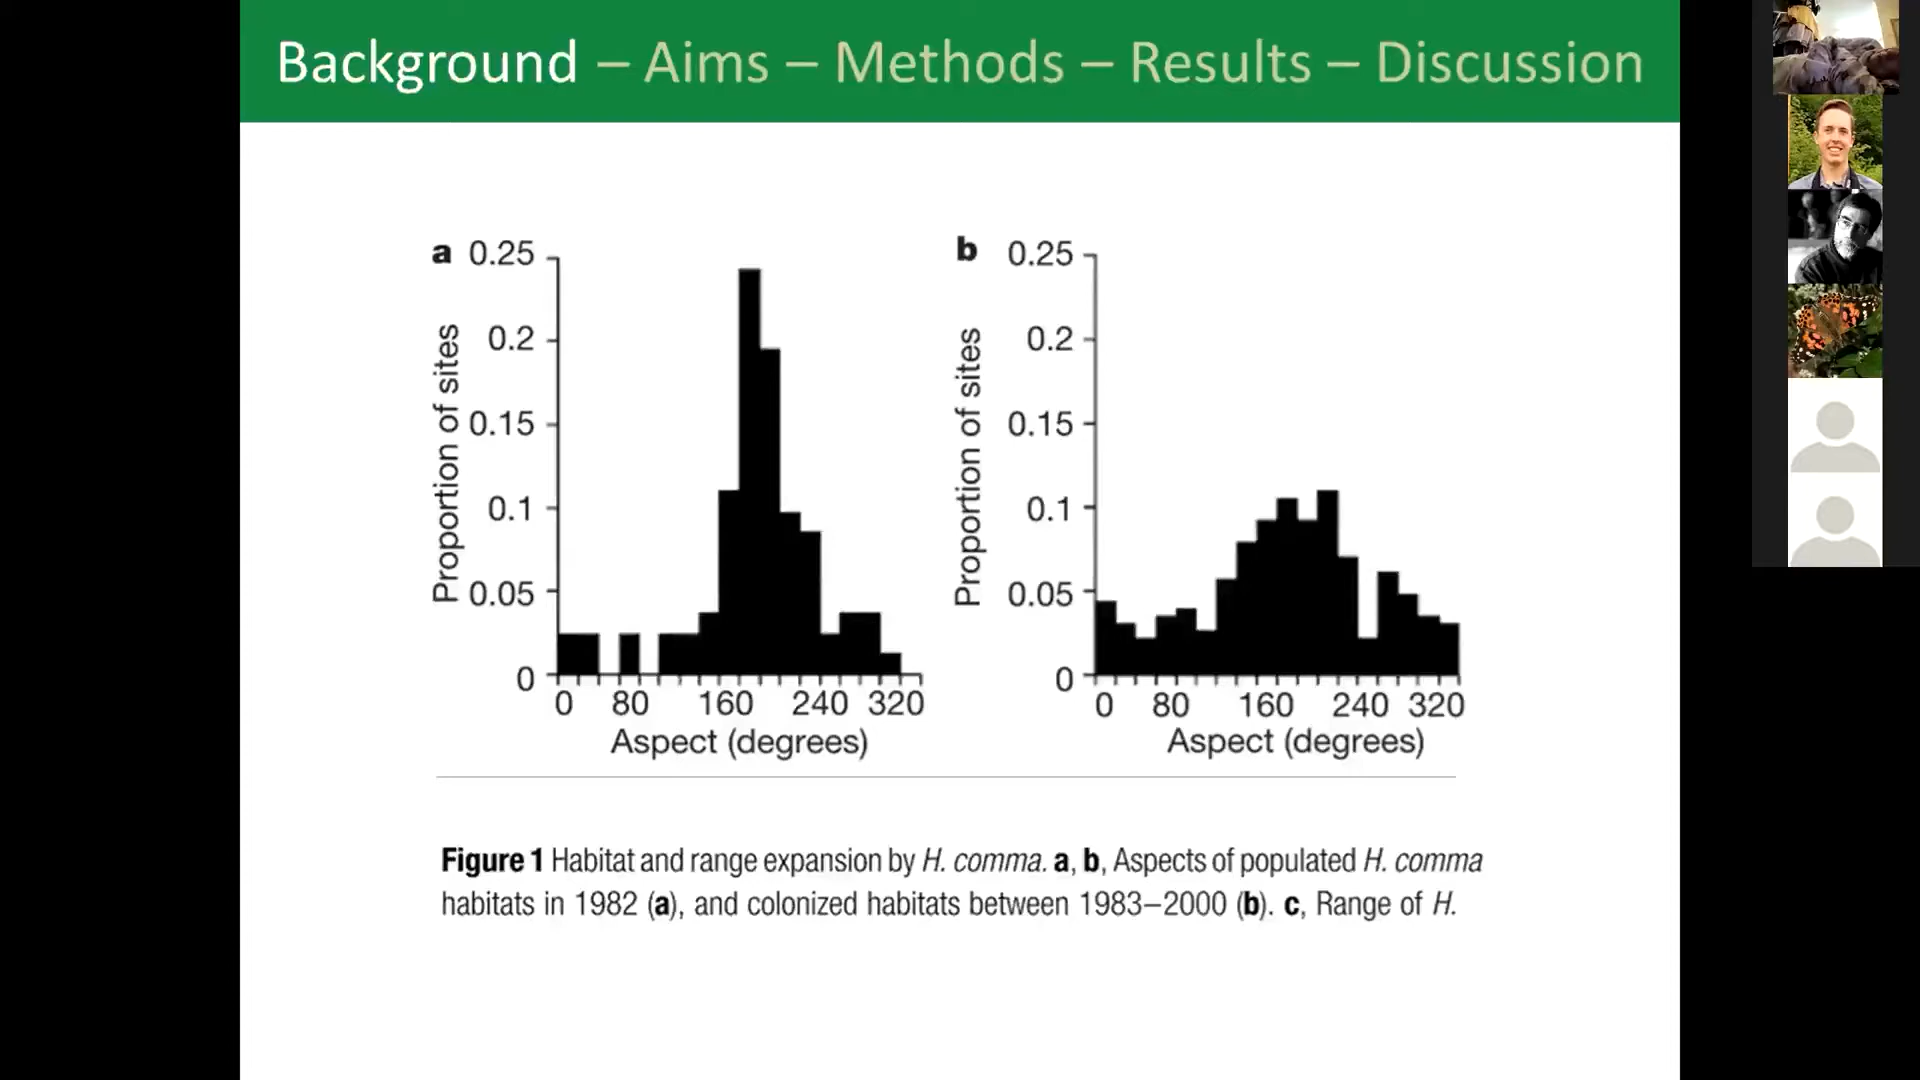 Background – Aims – Methods – Results – Discussion
a
0.25
0.2
0.15
0.1
0.05
0
Proportion of sites
0 80 160 240 320
Aspect (degrees)
b
0.25
0.2
0.15
0.1
0.05
0
Proportion of sites
0 80 160 240 320
Aspect (degrees)
Figure 1 Habitat and range expansion by H. comma. a, b, Aspects of populated H. comma
habitats in 1982 (a), and colonized habitats between 1983–2000 (b). c, Range of H.